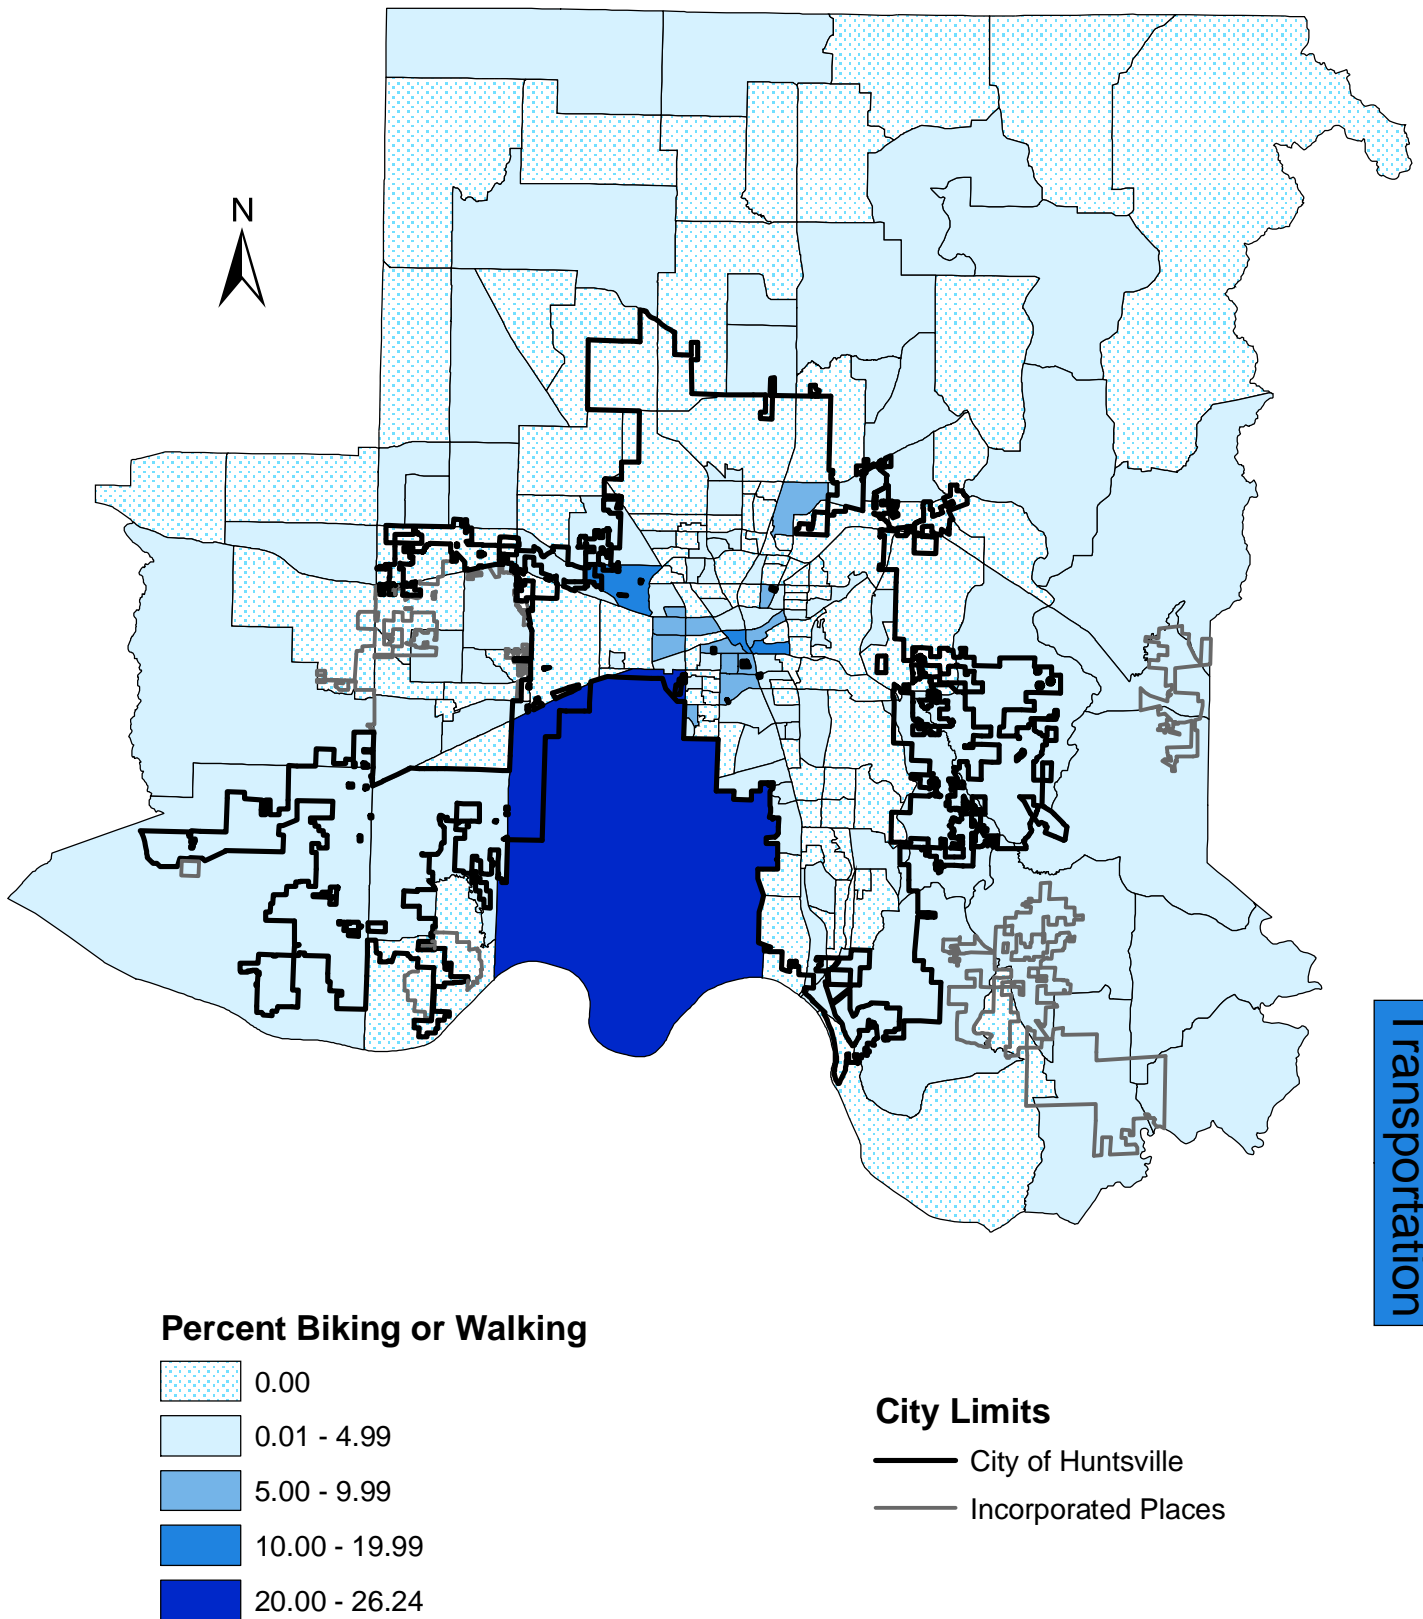 N
Transportation
Percent Biking or Walking
0.00
0.01 - 4.99
5.00 - 9.99
10.00 - 19.99
20.00 - 26.24
City Limits
City of Huntsville
Incorporated Places